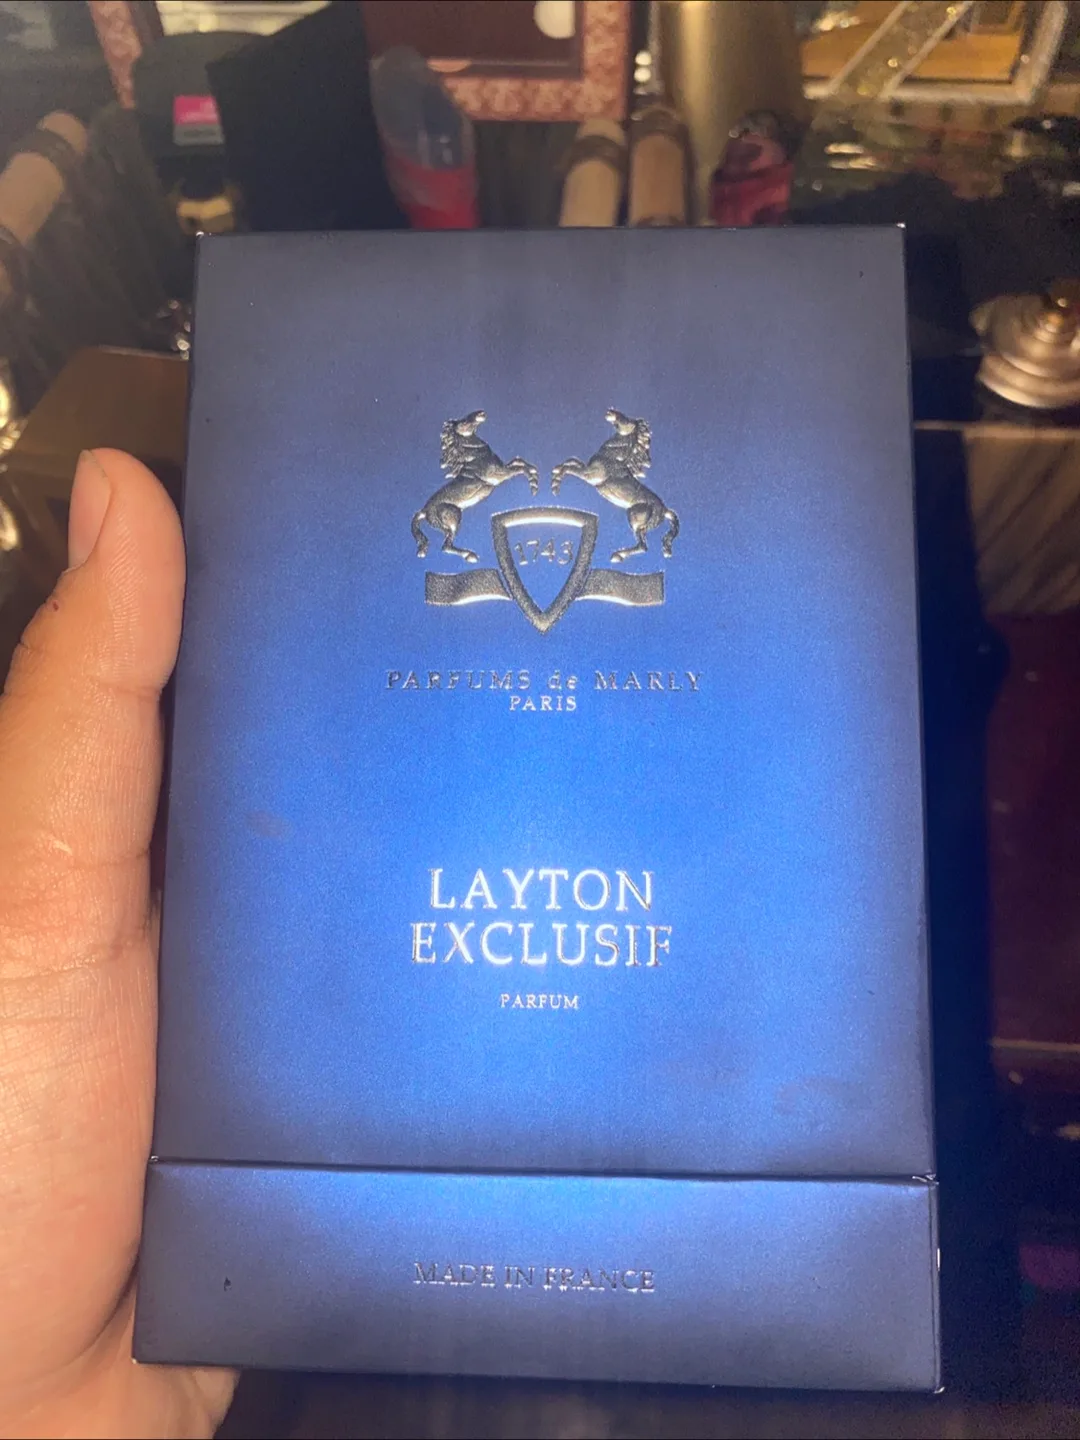 1743
PARFUMS de MARLY
PARIS
LAYTON
EXCLUSIF
PARFUM
MADE IN FRANCE